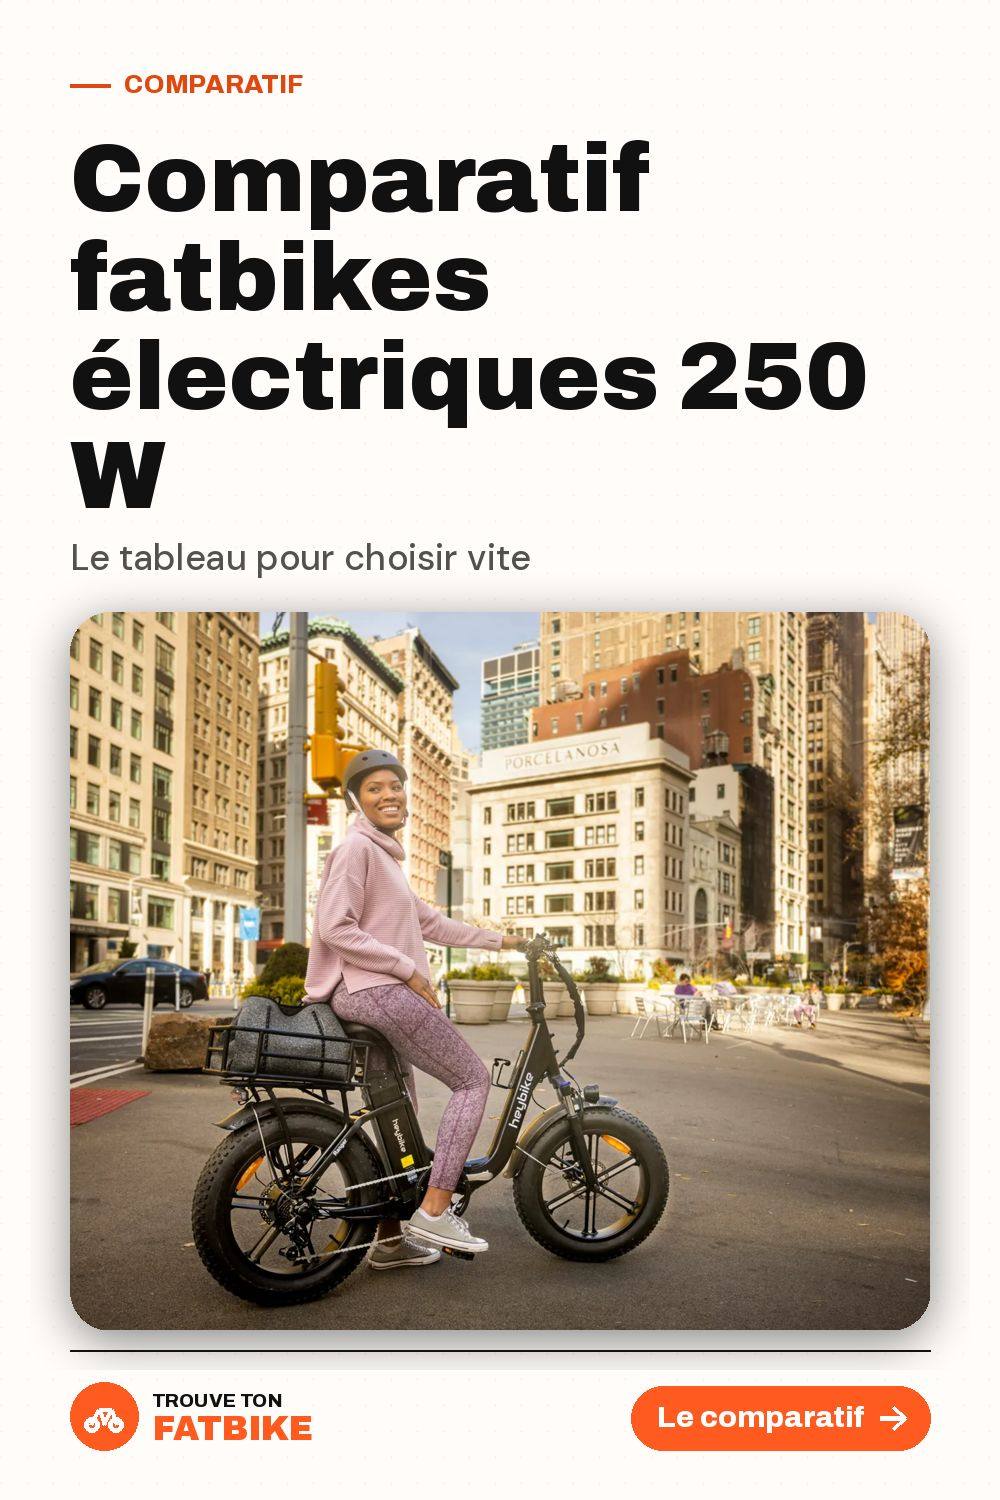 COMPARATIF
Comparatif
fatbikes
électriques 250
W
Le tableau pour choisir vite
PORCELANOSA
heybike
heybike
TROUVE TON
FATBIKE
Le comparatif →